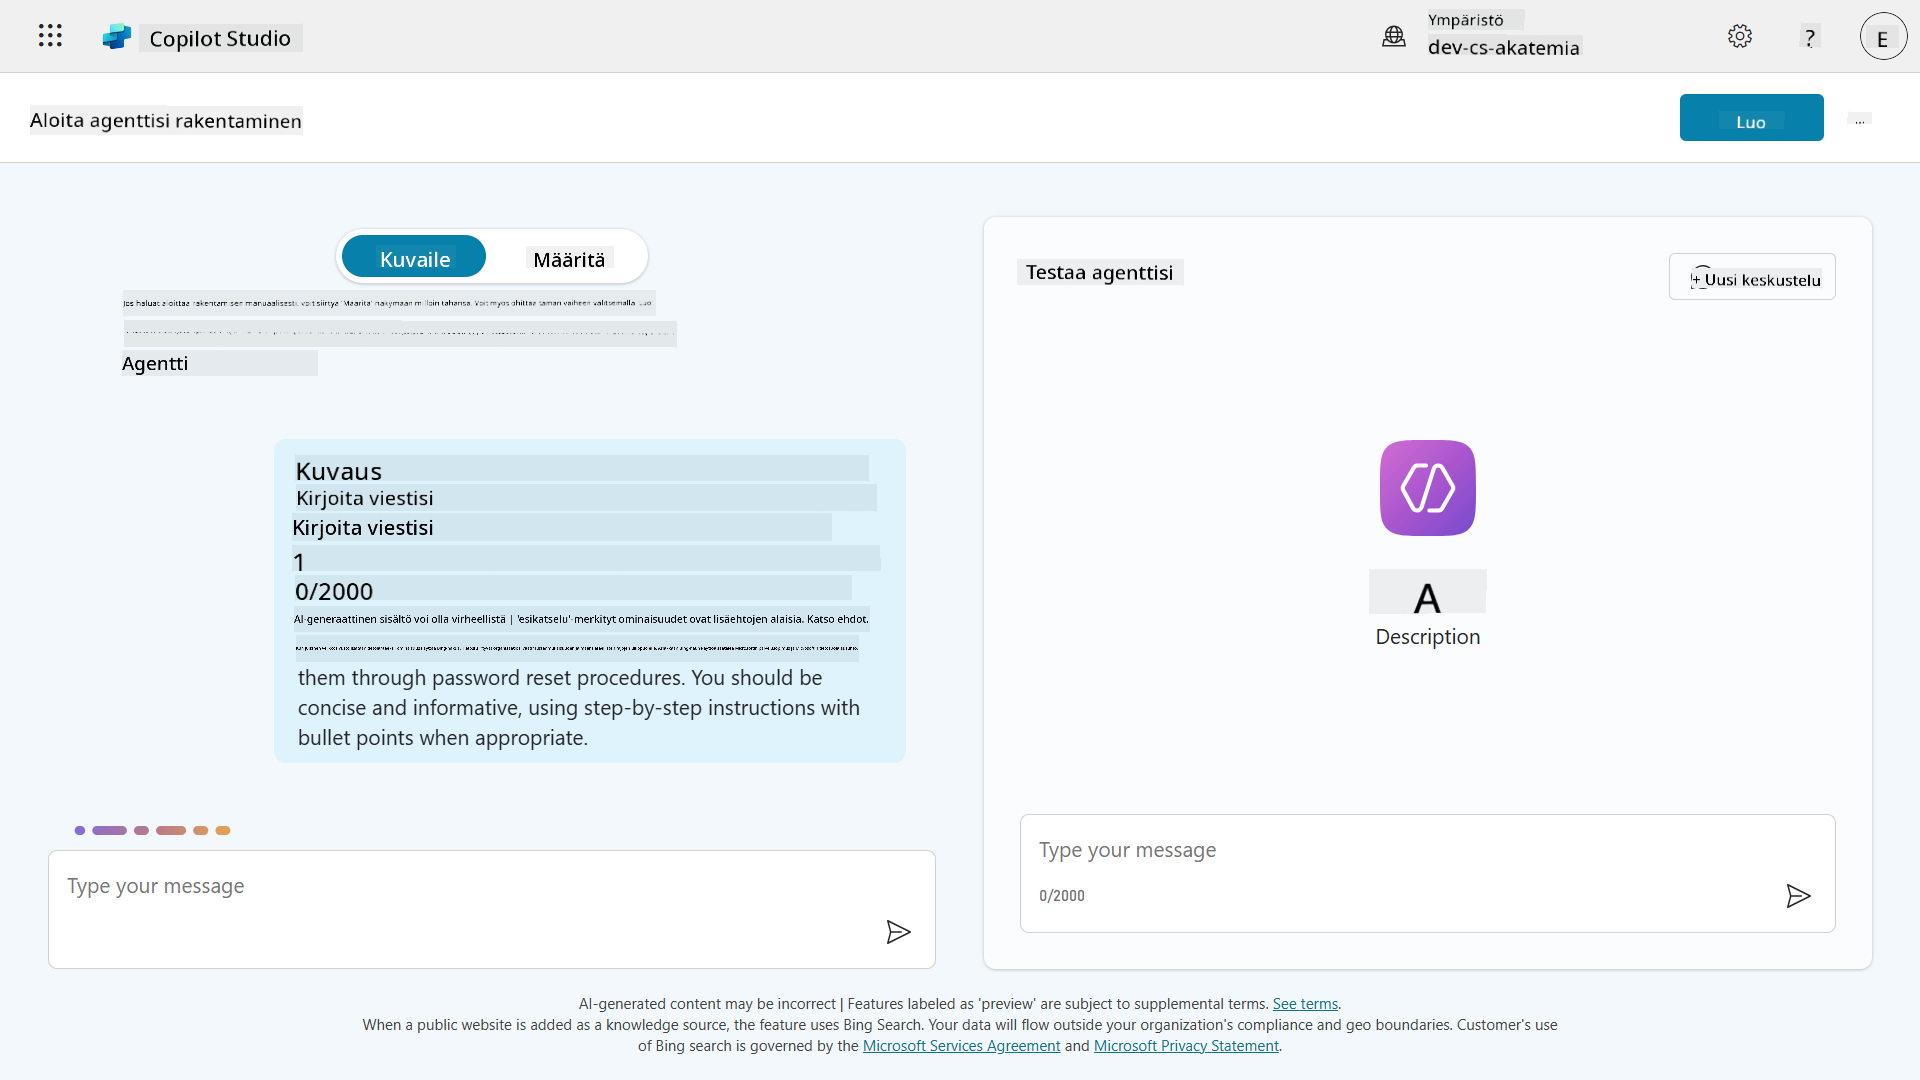 Copilot Studio
Ympäristö
dev-cs-akatemia
?
E
Aloita agenttisi rakentaminen
Luo
...
Kuvaile
Määritä
Jos haluat aloittaa rakentamisen manuaalisesti, voit siirtyä 'Määritä' näkymään milloin tahansa. Voit myös ohittaa tämän vaiheen valitsemalla 'Luo'
Agentti
Kuvaus
Kirjoita viestisi
Kirjoita viestisi
1
0/2000
AI-generaattinen sisältö voi olla virheellistä | 'esikatselu'-merkityt ominaisuudet ovat lisäehtojen alaisia. Katso ehdot.
them through password reset procedures. You should be
concise and informative, using step-by-step instructions with
bullet points when appropriate.
Type your message
Testaa agenttisi
+ Uusi keskustelu
A
Description
Type your message
0/2000
AI-generated content may be incorrect | Features labeled as 'preview' are subject to supplemental terms. See terms.
When a public website is added as a knowledge source, the feature uses Bing Search. Your data will flow outside your organization's compliance and geo boundaries. Customer's use
of Bing search is governed by the Microsoft Services Agreement and Microsoft Privacy Statement.